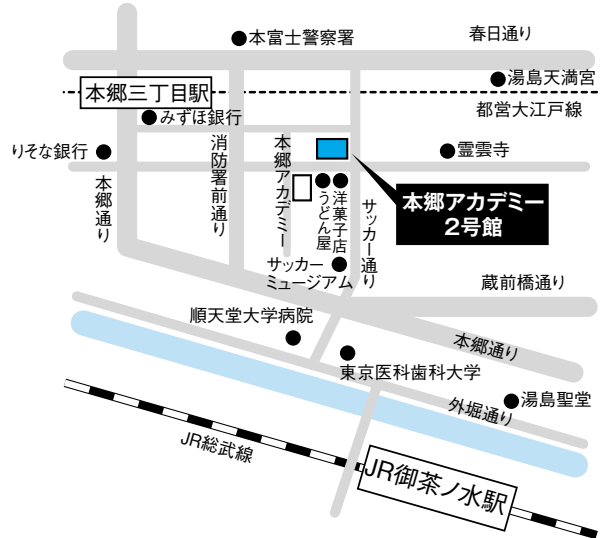 本富士警察署
春日通り
湯島天満宮
本郷三丁目駅
都営大江戸線
みずほ銀行
りそな銀行
霊雲寺
本郷通り
消防署前通り
本郷アカデミー
うどん屋
洋菓子店
サッカー通り
本郷アカデミー
2号館
サッカー
ミュージアム
蔵前橋通り
順天堂大学病院
本郷通り
東京医科歯科大学
外堀通り
湯島聖堂
JR総武線
JR御茶ノ水駅